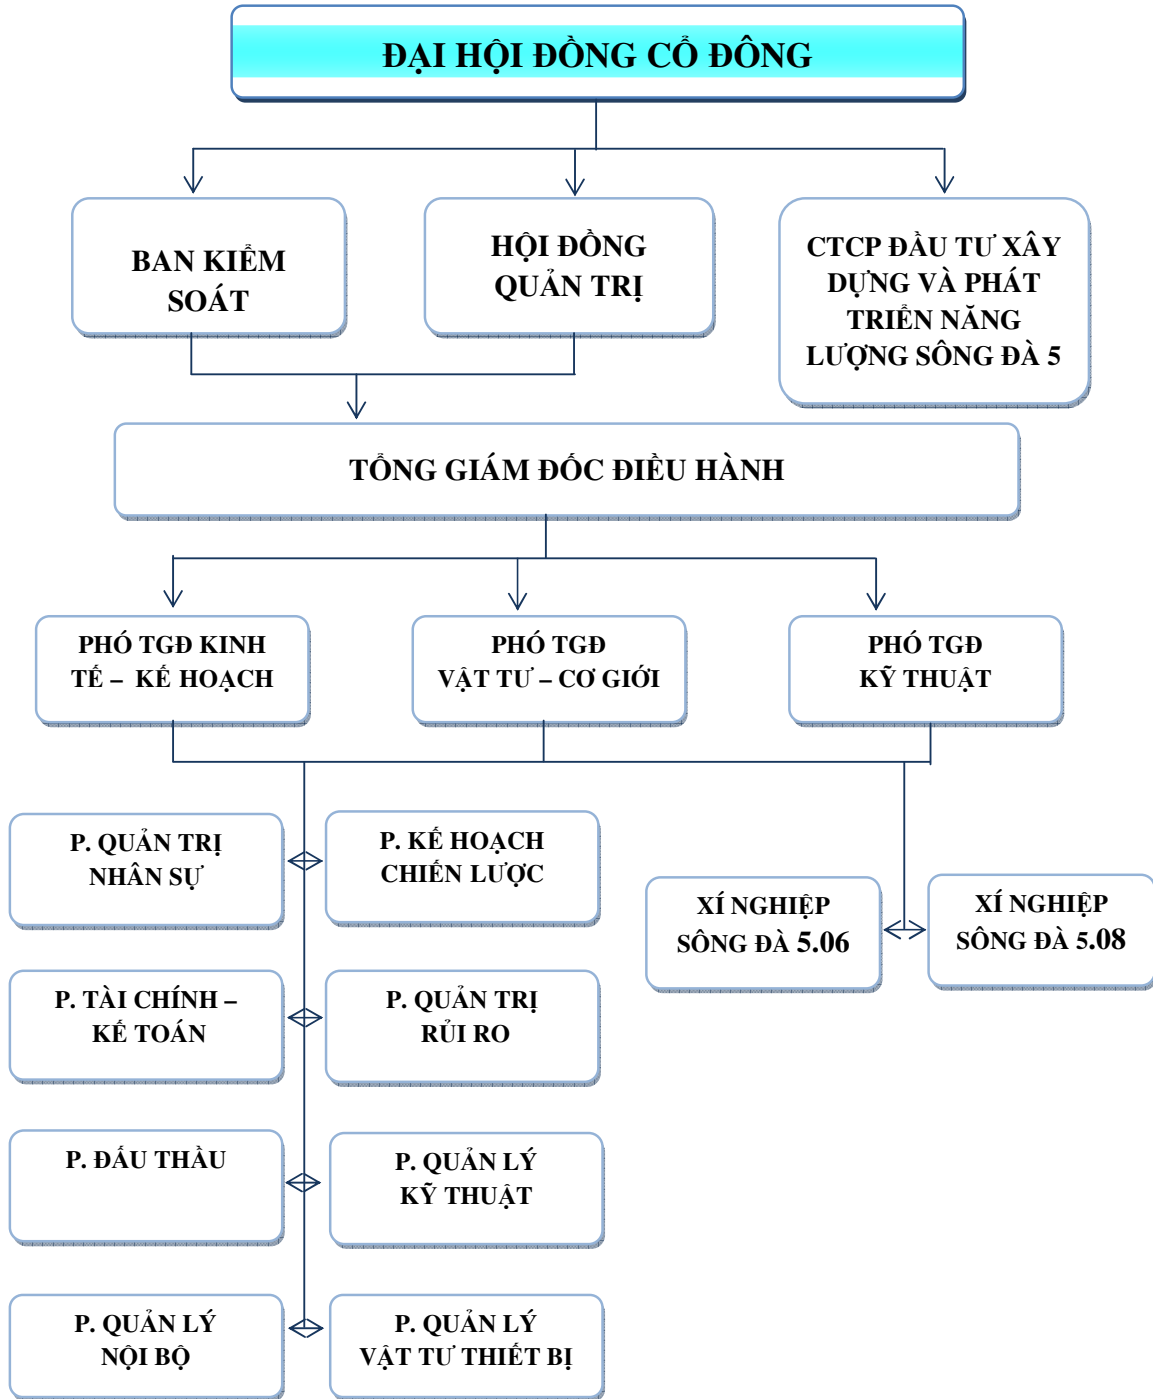 ĐẠI HỘI ĐỒNG CỔ ĐÔNG
BAN KIỂM
SOÁT
HỘI ĐỒNG
QUẢN TRỊ
CTCP ĐẦU TƯ XÂY
DỰNG VÀ PHÁT
TRIỂN NĂNG
LƯỢNG SÔNG ĐÀ 5
TỔNG GIÁM ĐỐC ĐIỀU HÀNH
PHÓ TGĐ KINH
TẾ – KẾ HOẠCH
PHÓ TGĐ
VẬT TƯ – CƠ GIỚI
PHÓ TGĐ
KỸ THUẬT
P. QUẢN TRỊ
NHÂN SỰ
P. KẾ HOẠCH
CHIẾN LƯỢC
XÍ NGHIỆP
SÔNG ĐÀ 5.06
XÍ NGHIỆP
SÔNG ĐÀ 5.08
P. TÀI CHÍNH –
KẾ TOÁN
P. QUẢN TRỊ
RỦI RO
P. ĐẤU THẦU
P. QUẢN LÝ
KỸ THUẬT
P. QUẢN LÝ
NỘI BỘ
P. QUẢN LÝ
VẬT TƯ THIẾT BỊ